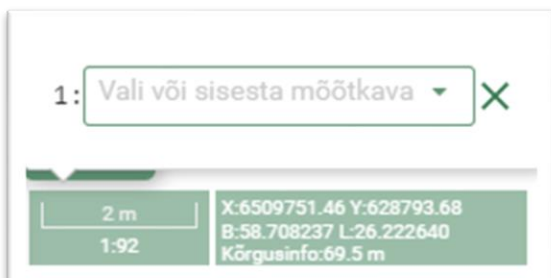 1: Vali või sisesta mõõtkava
2 m
1:92
X:6509751.46 Y:628793.68
B:58.708237 L:26.222640
Kõrgusinfo:69.5 m